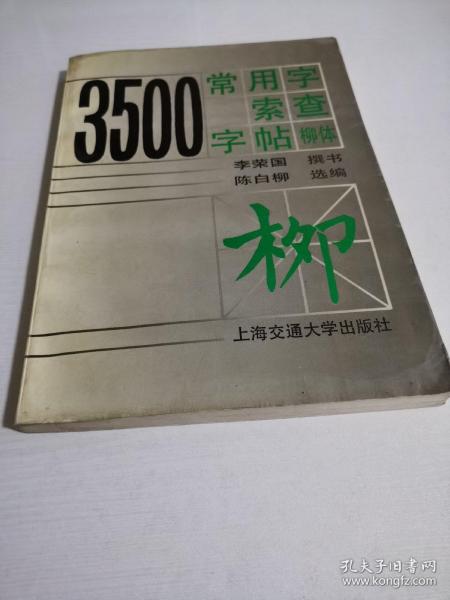 3500
常用字
索查
字帖 柳体
李荣国 撰书
陈白柳 选编
柳
上海交通大学出版社
孔夫子旧书网
www.kongfz.com